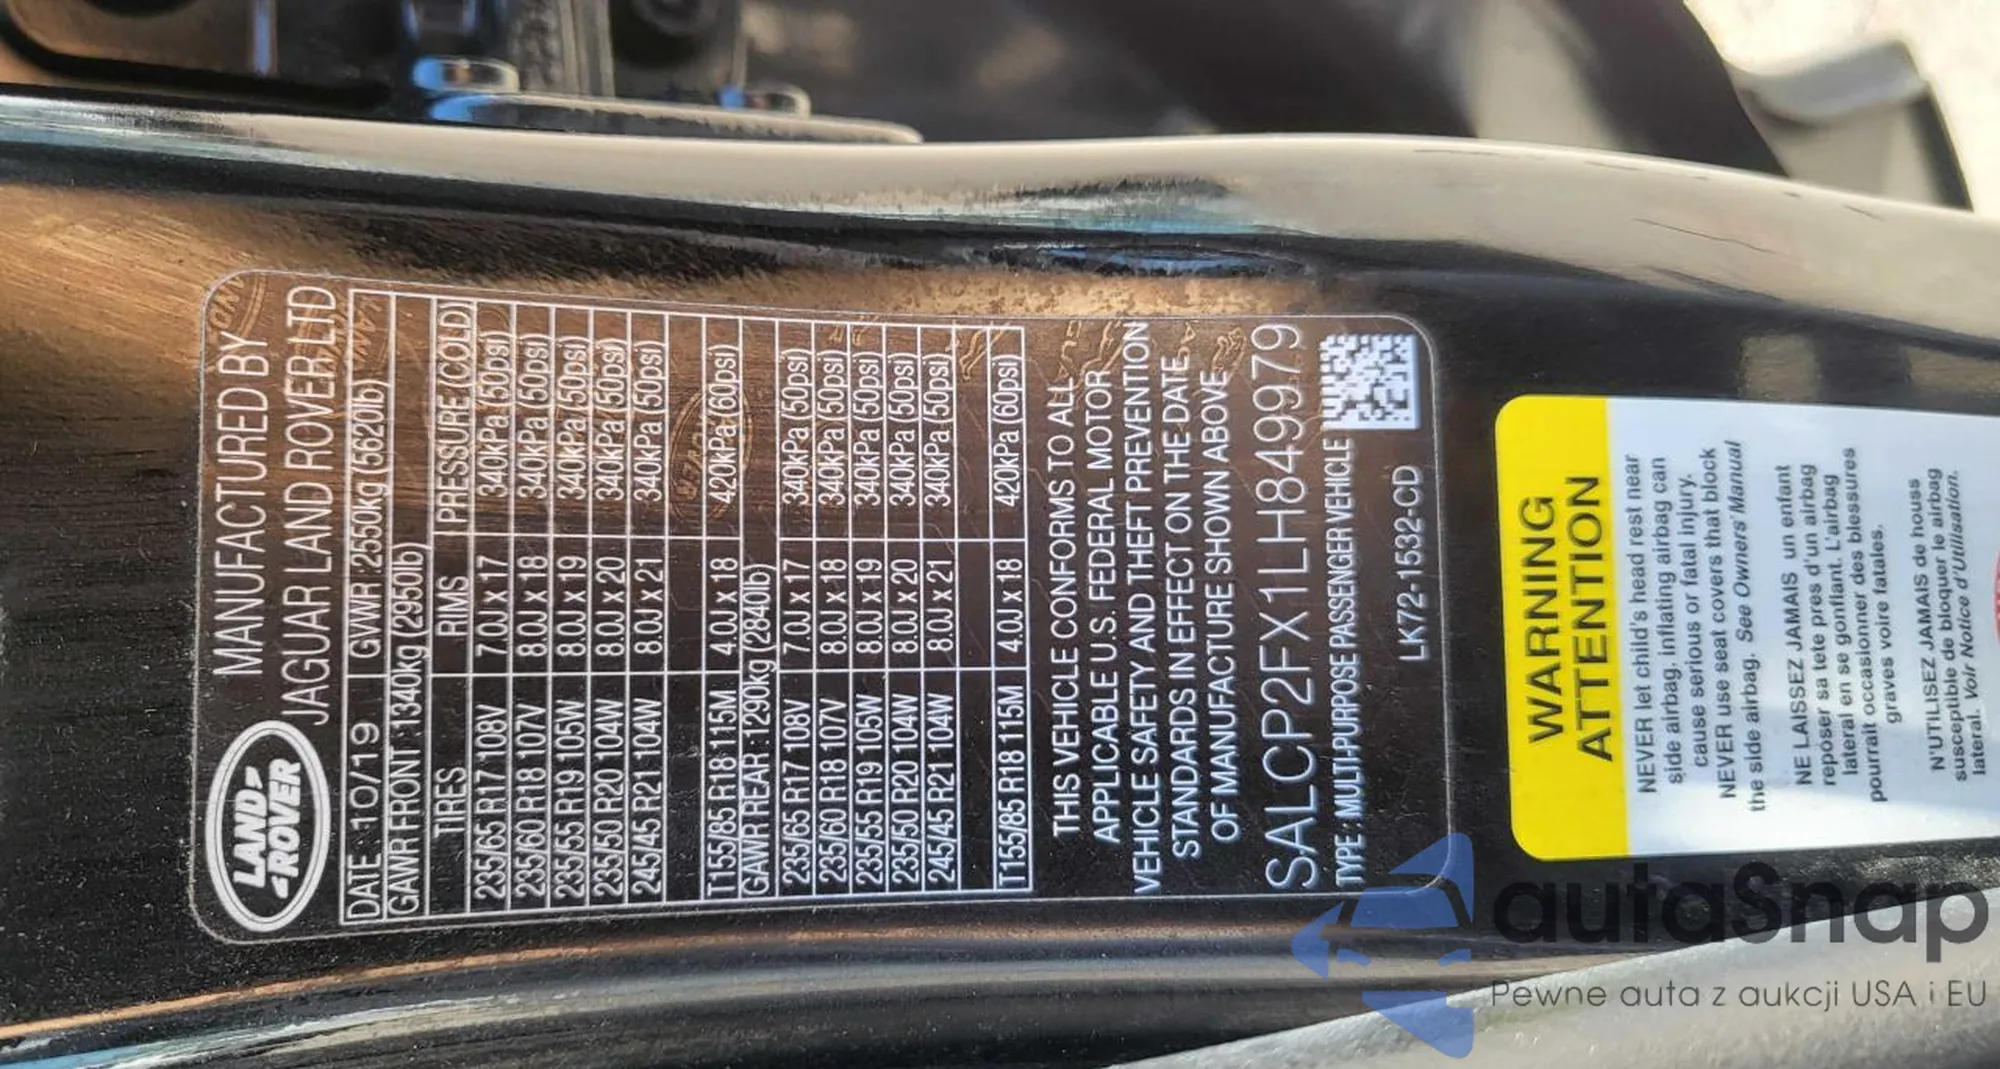 LAND
ROVER
MANUFACTURED BY
JAGUAR LAND ROVER LTD
DATE :10/19 GWR :2550kg (5620lb)
GAWR FRONT :1340kg (2950lb)
TIRES RIMS PRESSURE (COLD)
235/65 R17 108V 7.0J x 17 340kPa (50psi)
235/60 R18 107V 8.0J x 18 340kPa (50psi)
235/55 R19 105W 8.0J x 19 340kPa (50psi)
235/50 R20 104W 8.0J x 20 340kPa (50psi)
245/45 R21 104W 8.0J x 21 340kPa (50psi)
T155/85 R18 115M 4.0J x 18 420kPa (60psi)
GAWR REAR :1290kg (2840lb)
235/65 R17 108V 7.0J x 17 340kPa (50psi)
235/60 R18 107V 8.0J x 18 340kPa (50psi)
235/55 R19 105W 8.0J x 19 340kPa (50psi)
235/50 R20 104W 8.0J x 20 340kPa (50psi)
245/45 R21 104W 8.0J x 21 340kPa (50psi)
T155/85 R18 115M 4.0J x 18 420kPa (60psi)
THIS VEHICLE CONFORMS TO ALL
APPLICABLE U.S. FEDERAL MOTOR
VEHICLE SAFETY AND THEFT PREVENTION
STANDARDS IN EFFECT ON THE DATE
OF MANUFACTURE SHOWN ABOVE
SALCP2FX1LH849979
TYPE : MULTI-PURPOSE PASSENGER VEHICLE
LK72-1532-CD
WARNING
ATTENTION
NEVER let child's head rest near
side airbag. inflating airbag can
cause serious or fatal injury.
NEVER use seat covers that block
the side airbag. See Owners' Manual
NE LAISSEZ JAMAIS un enfant
reposer sa tete pres d'un airbag
lateral en se gonflant. L'airbag
pourrait occasionner des blessures
graves voire fatales.
N'UTILISEZ JAMAIS de houss
susceptible de bloquer le airbag
lateral. Voir Notice d'Utilisation.
autaSnap
Pewne auta z aukcji USA i EU